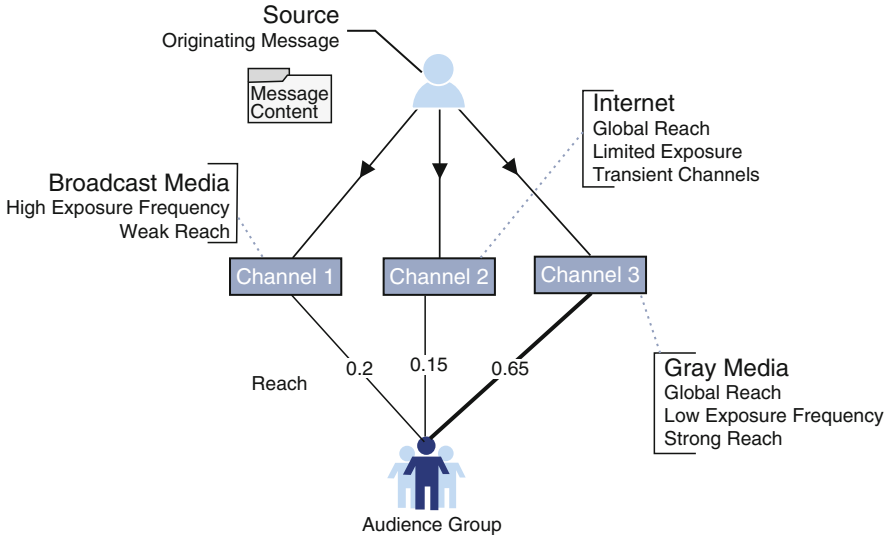 Source
Originating Message
Message
Content
Internet
Global Reach
Limited Exposure
Transient Channels
Broadcast Media
High Exposure Frequency
Weak Reach
Channel 1
Channel 2
Channel 3
Reach
0.2
0.15
0.65
Gray Media
Global Reach
Low Exposure Frequency
Strong Reach
Audience Group